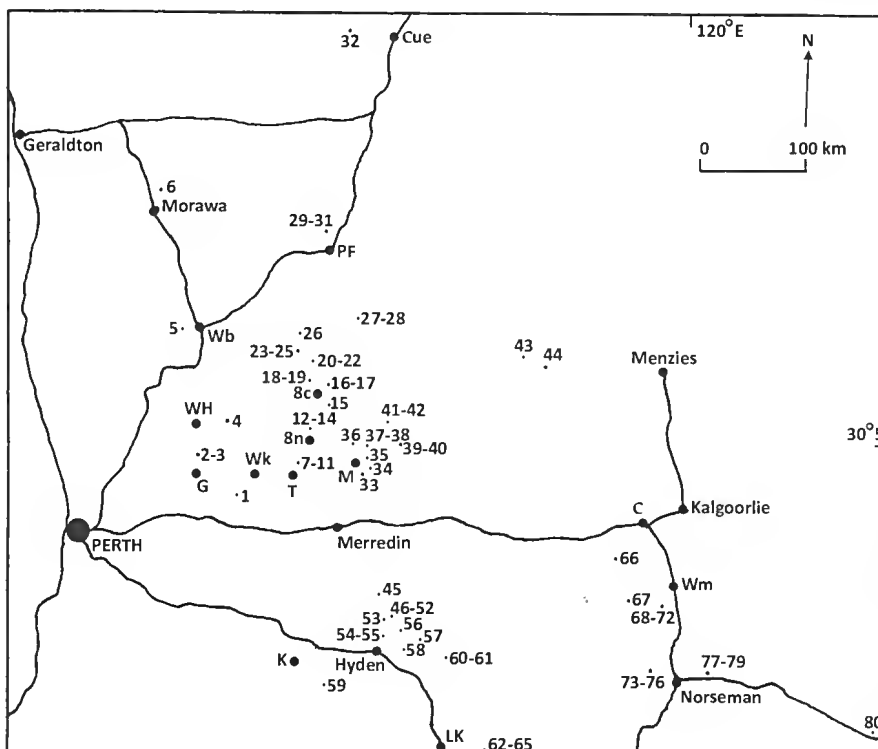 120°E
N
32
Cue
Geraldton
0 100 km
6
Morawa
29-31
PF
27-28
5
Wb
26
23-25
20-22
43
44
Menzies
18-19
16-17
8c
15
WH
4
12-14
41-42
8n
36
37-38
39-40
30°
2-3
Wk
7-11
M
35
34
33
G
1
T
C
Kalgoorlie
PERTH
Merredin
66
Wm
45
67
68-72
53
46-52
56
54-55
57
58
60-61
K
Hyden
59
73-76
77-79
Norseman
LK
62-65
80